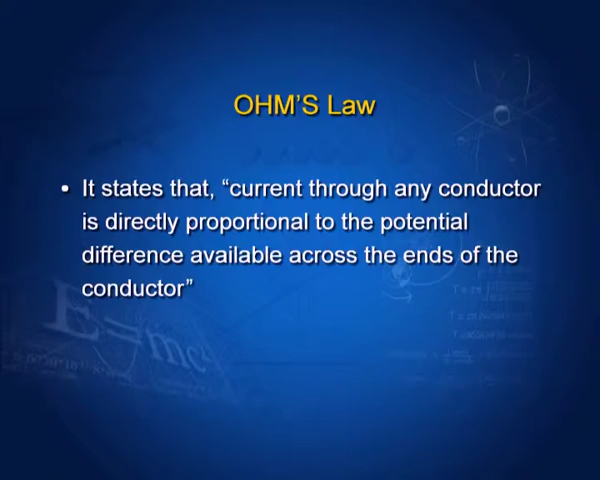 OHM'S Law
• It states that, “current through any conductor
is directly proportional to the potential
difference available across the ends of the
conductor”
E=mc²